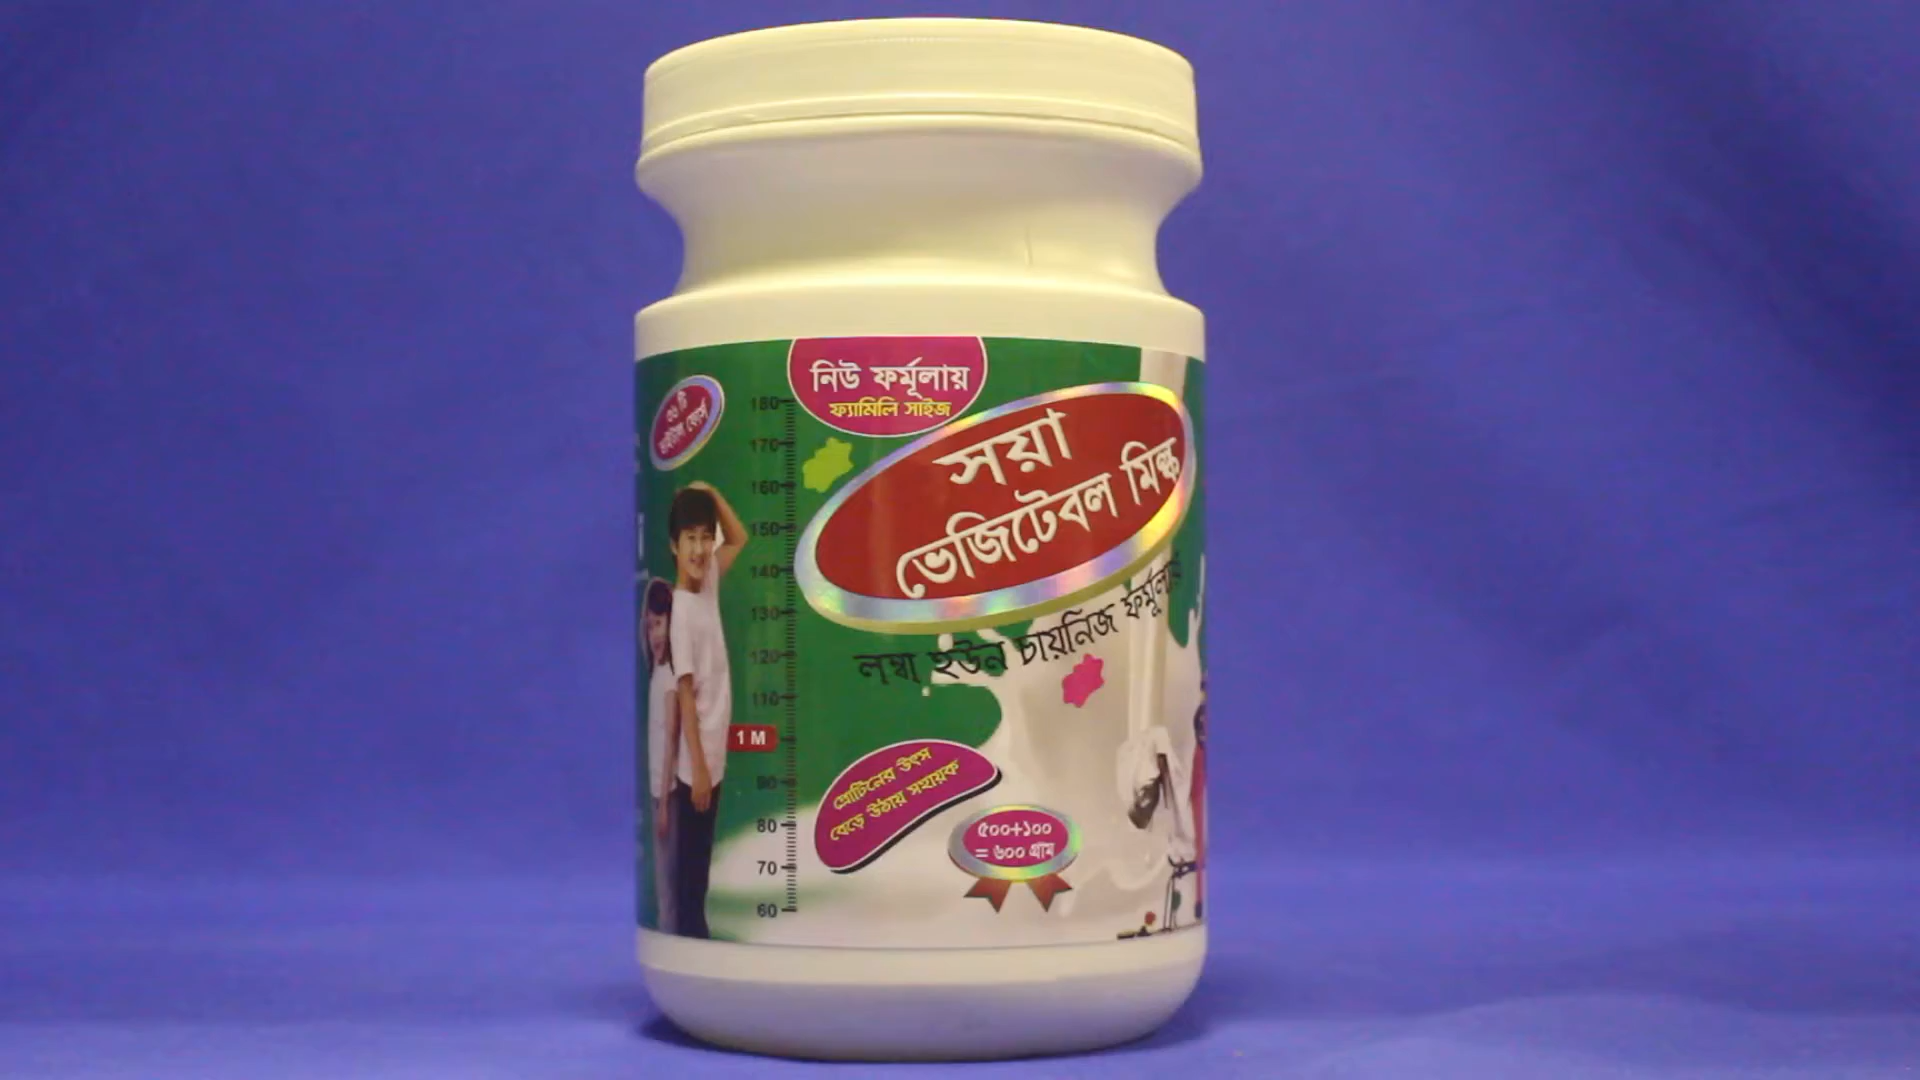 নিউ ফর্মূলায়
ফ্যামিলি সাইজ
৩৬ টি
সয়া
ভেজিটেবল মিল্ক
লম্বা হউন চায়নিজ ফর্মূলায়
180
170
160
150
140
130
120
110
1 M
90
80
70
60
প্রোটিনের উৎস
বেড়ে উঠায় সহায়ক
৫০০+১০০
= ৬০০ গ্রাম